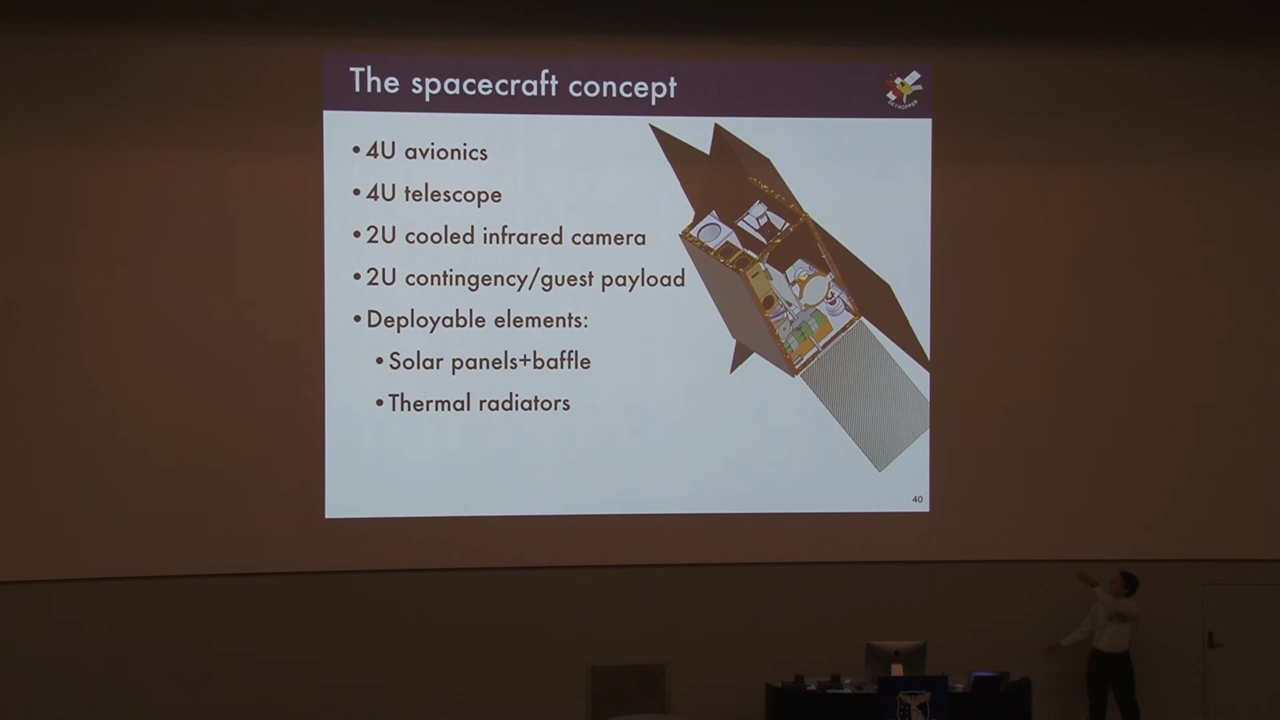 The spacecraft concept
SKYHOPPER
• 4U avionics
• 4U telescope
• 2U cooled infrared camera
• 2U contingency/guest payload
• Deployable elements:
• Solar panels+baffle
• Thermal radiators
40